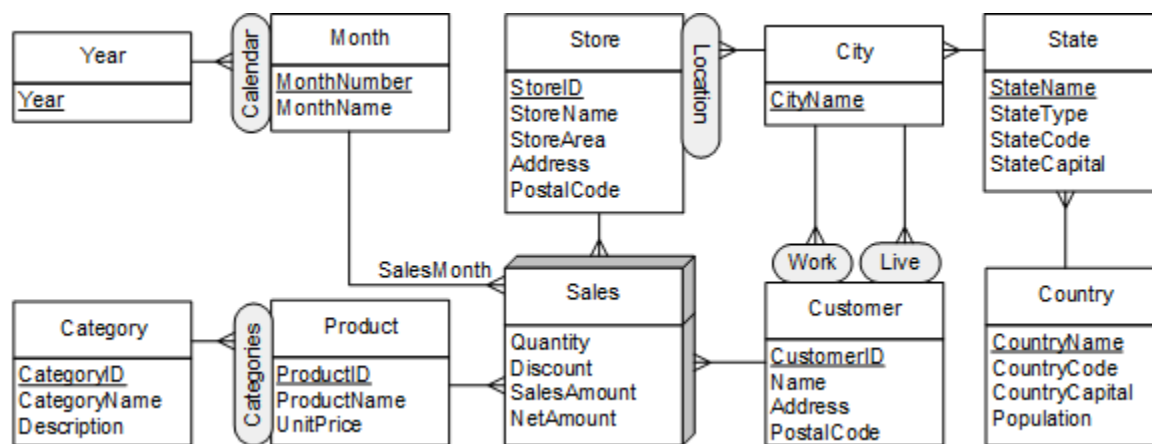 Year
Year
Calendar
Month
MonthNumber
MonthName
Store
StoreID
StoreName
StoreArea
Address
PostalCode
Location
City
CityName
State
StateName
StateType
StateCode
StateCapital
SalesMonth
Work
Live
Category
CategoryID
CategoryName
Description
Categories
Product
ProductID
ProductName
UnitPrice
Sales
Quantity
Discount
SalesAmount
NetAmount
Customer
CustomerID
Name
Address
PostalCode
Country
CountryName
CountryCode
CountryCapital
Population